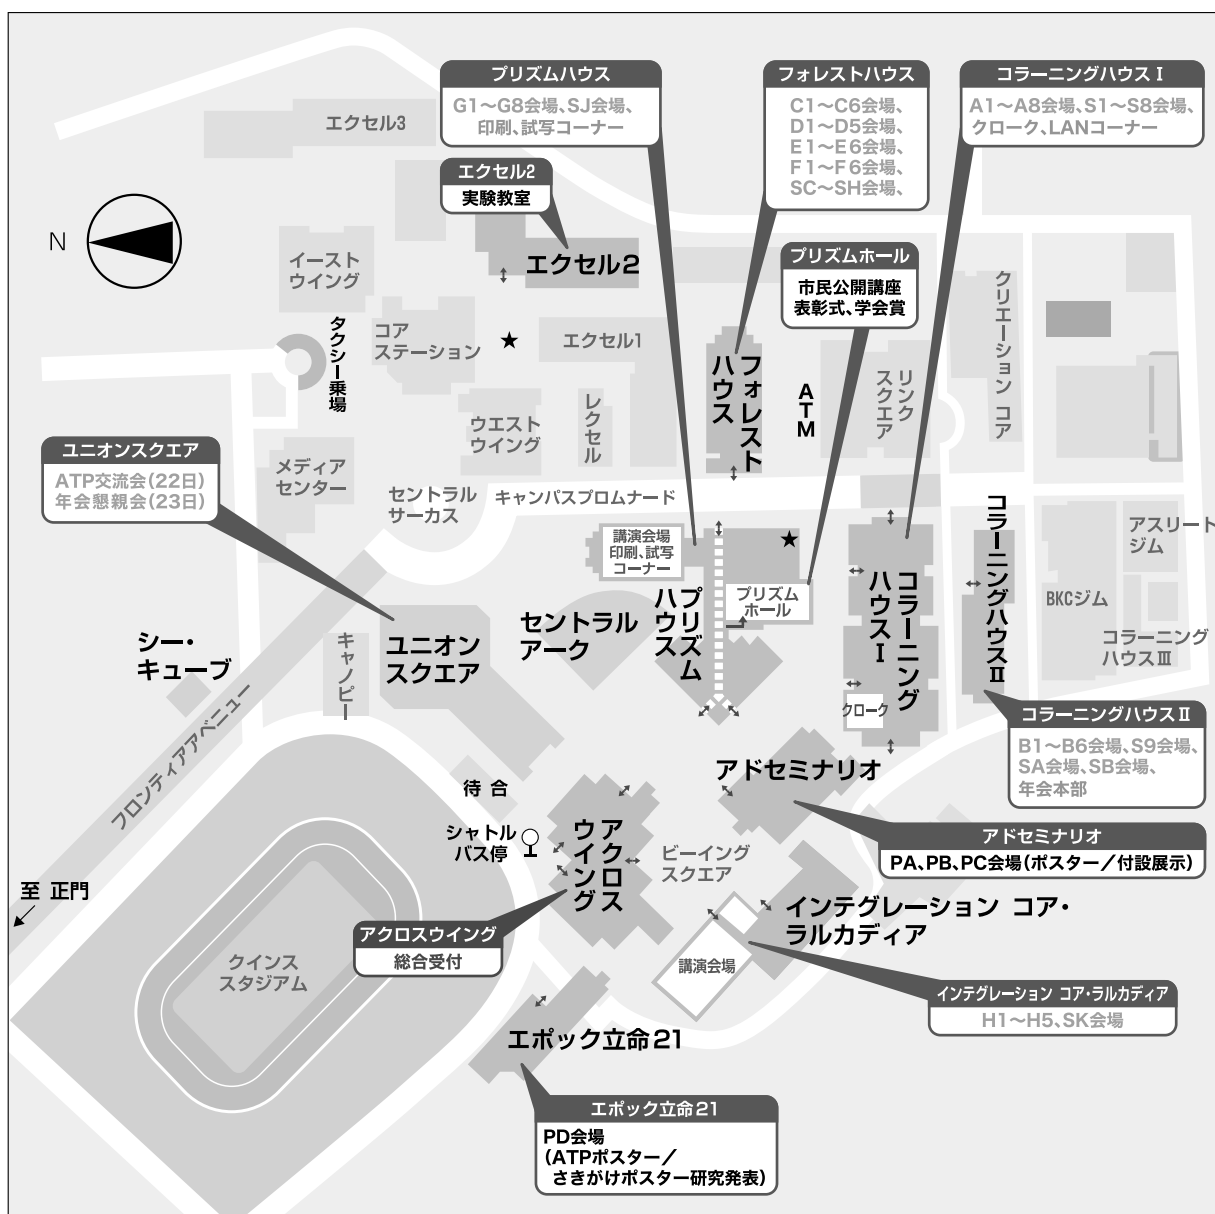 プリズムハウス
G1～G8会場、SJ会場、
印刷、試写コーナー
フォレストハウス
C1～C6会場、
D1～D5会場、
E1～E6会場、
F1～F6会場、
SC～SH会場、
コラーニングハウスⅠ
A1～A8会場、S1～S8会場、
クローク、LANコーナー
エクセル3
エクセル2
実験教室
N
エクセル2
プリズムホール
市民公開講座
表彰式、学会賞
イースト
ウイング
タクシー乗場
コア
ステーション
★
エクセル1
フォレスト
ハウス
ATM
リンク
スクエア
クリエーション コア
レクセル
ウエスト
ウイング
ユニオンスクエア
ATP交流会(22日)
年会懇親会(23日)
メディア
センター
セントラル
サーカス
キャンパスプロムナード
講演会場
印刷、試写
コーナー
★
プリズム
ホール
プリズム
ハウス
コラーニング
ハウスⅠ
クローク
コラーニングハウスⅡ
アスリート
ジム
BKCジム
コラーニング
ハウスⅢ
シー・
キューブ
キャノピー
ユニオン
スクエア
セントラル
アーク
フロンティアアベニュー
コラーニングハウスⅡ
B1～B6会場、S9会場、
SA会場、SB会場、
年会本部
アドセミナリオ
待 合
シャトル
バス停
アクロス
ウイング
ビーイング
スクエア
アドセミナリオ
PA、PB、PC会場(ポスター／付設展示)
至 正門
アクロスウイング
総合受付
インテグレーション コア・
ラルカディア
講演会場
クインス
スタジアム
インテグレーション コア・ラルカディア
H1～H5、SK会場
エポック立命21
エポック立命21
PD会場
(ATPポスター／
さきがけポスター研究発表)